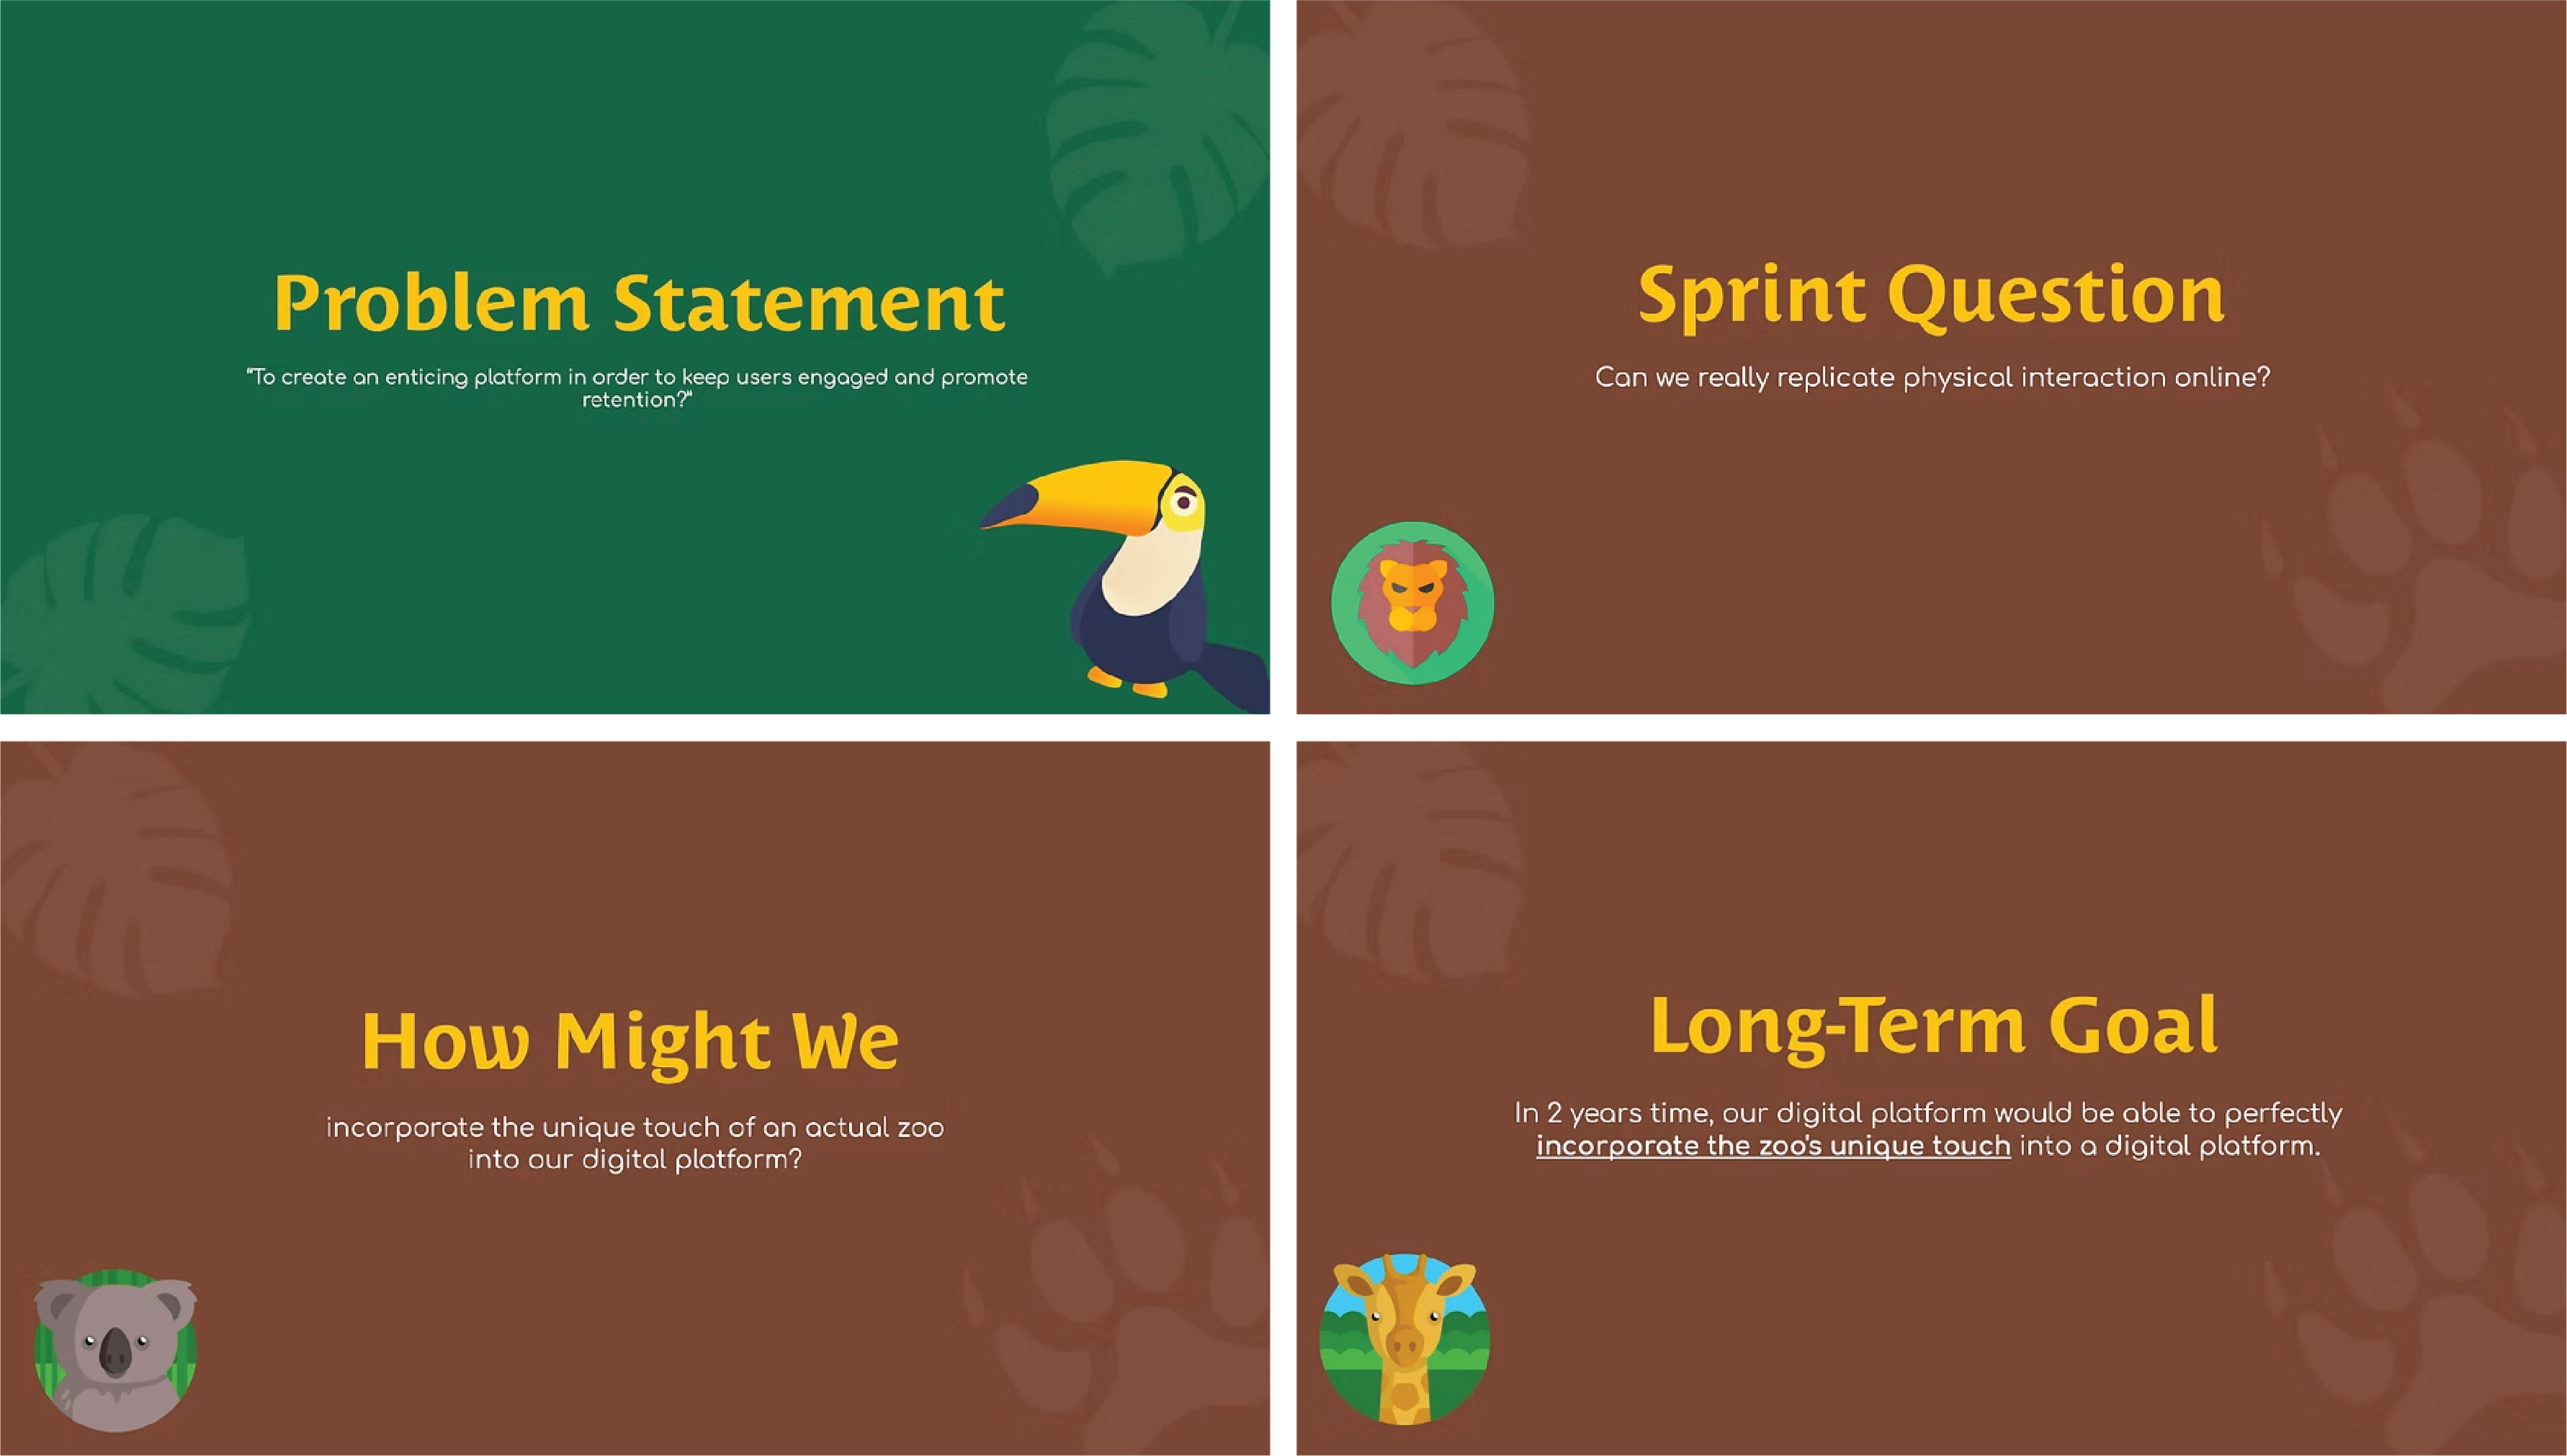 Problem Statement
“To create an enticing platform in order to keep users engaged and promote
retention?”
Sprint Question
Can we really replicate physical interaction online?
How Might We
incorporate the unique touch of an actual zoo
into our digital platform?
Long-Term Goal
In 2 years time, our digital platform would be able to perfectly
incorporate the zoo's unique touch into a digital platform.